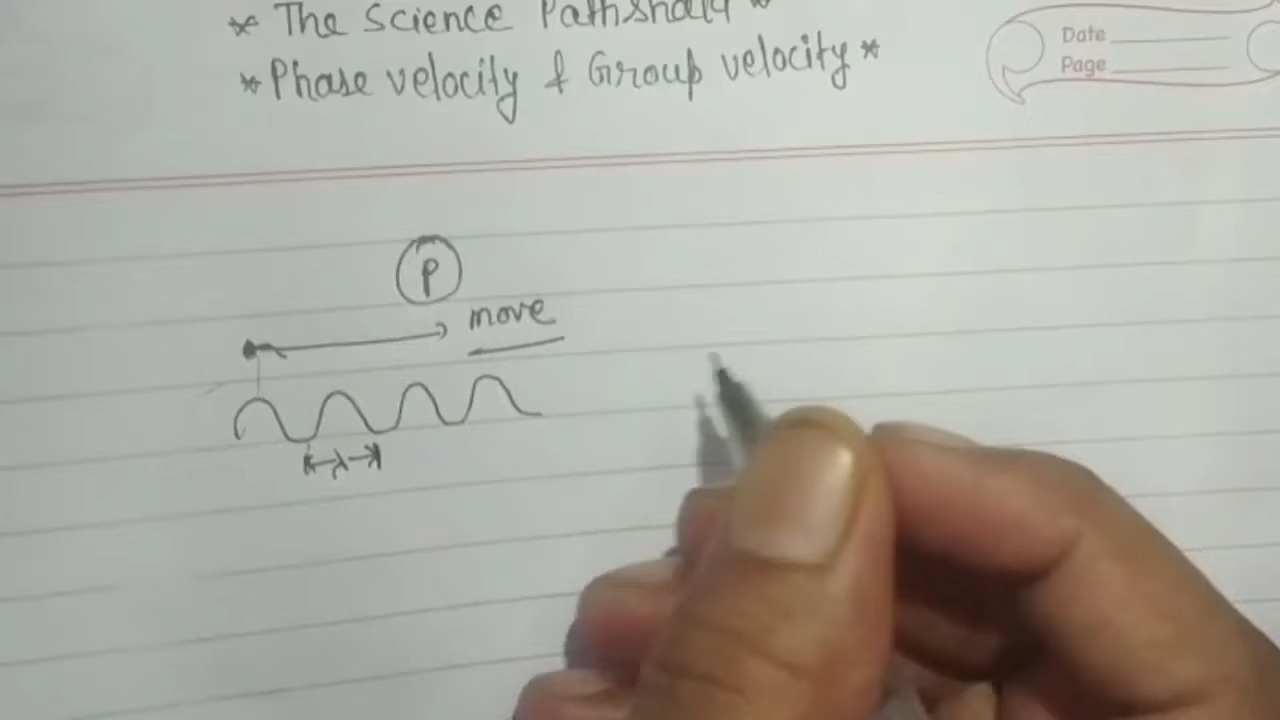 * The Science Pathshala *
* Phase velocity & Group velocity *
Date
Page
P
move
λ